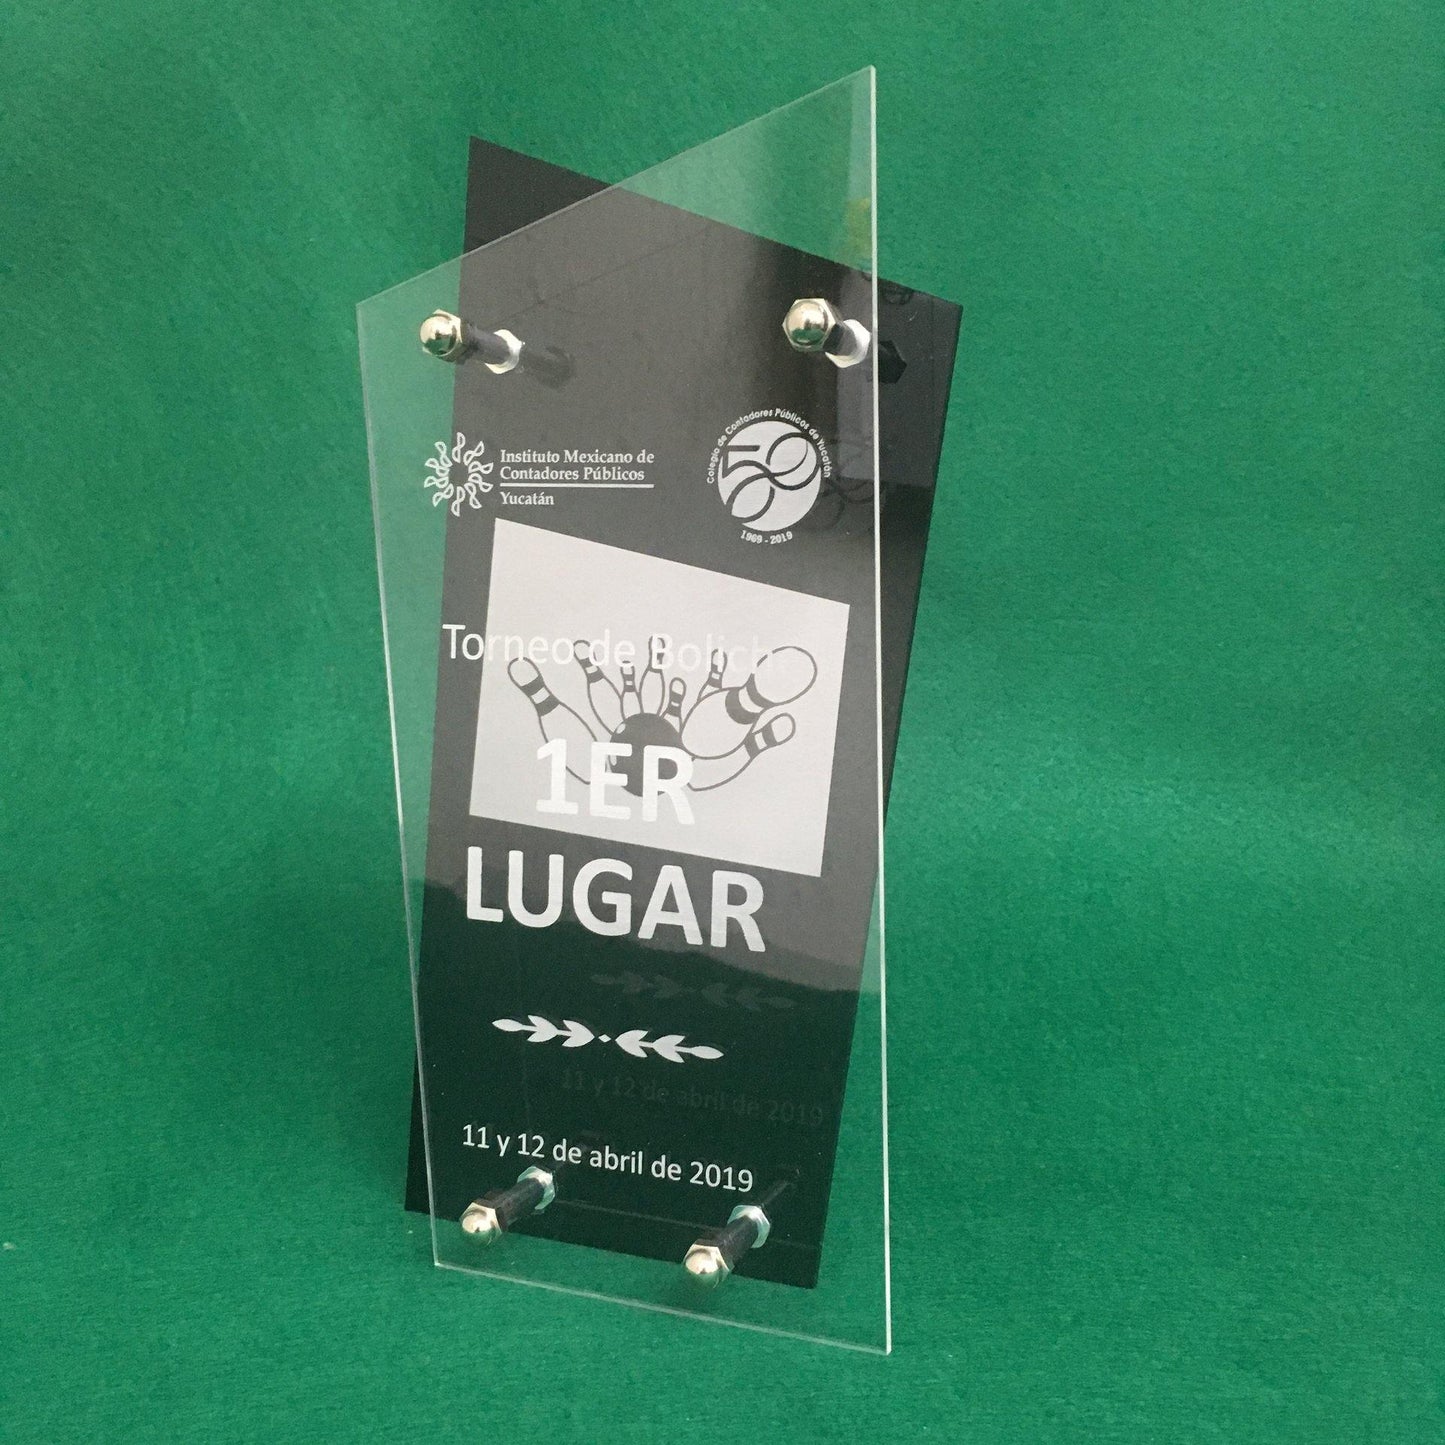 Instituto Mexicano de
Contadores Públicos
Yucatán
Colegio de Contadores Públicos de Yucatán
50
1969 - 2019
Torneo de Boliche
1ER
LUGAR
11 y 12 de abril de 2019